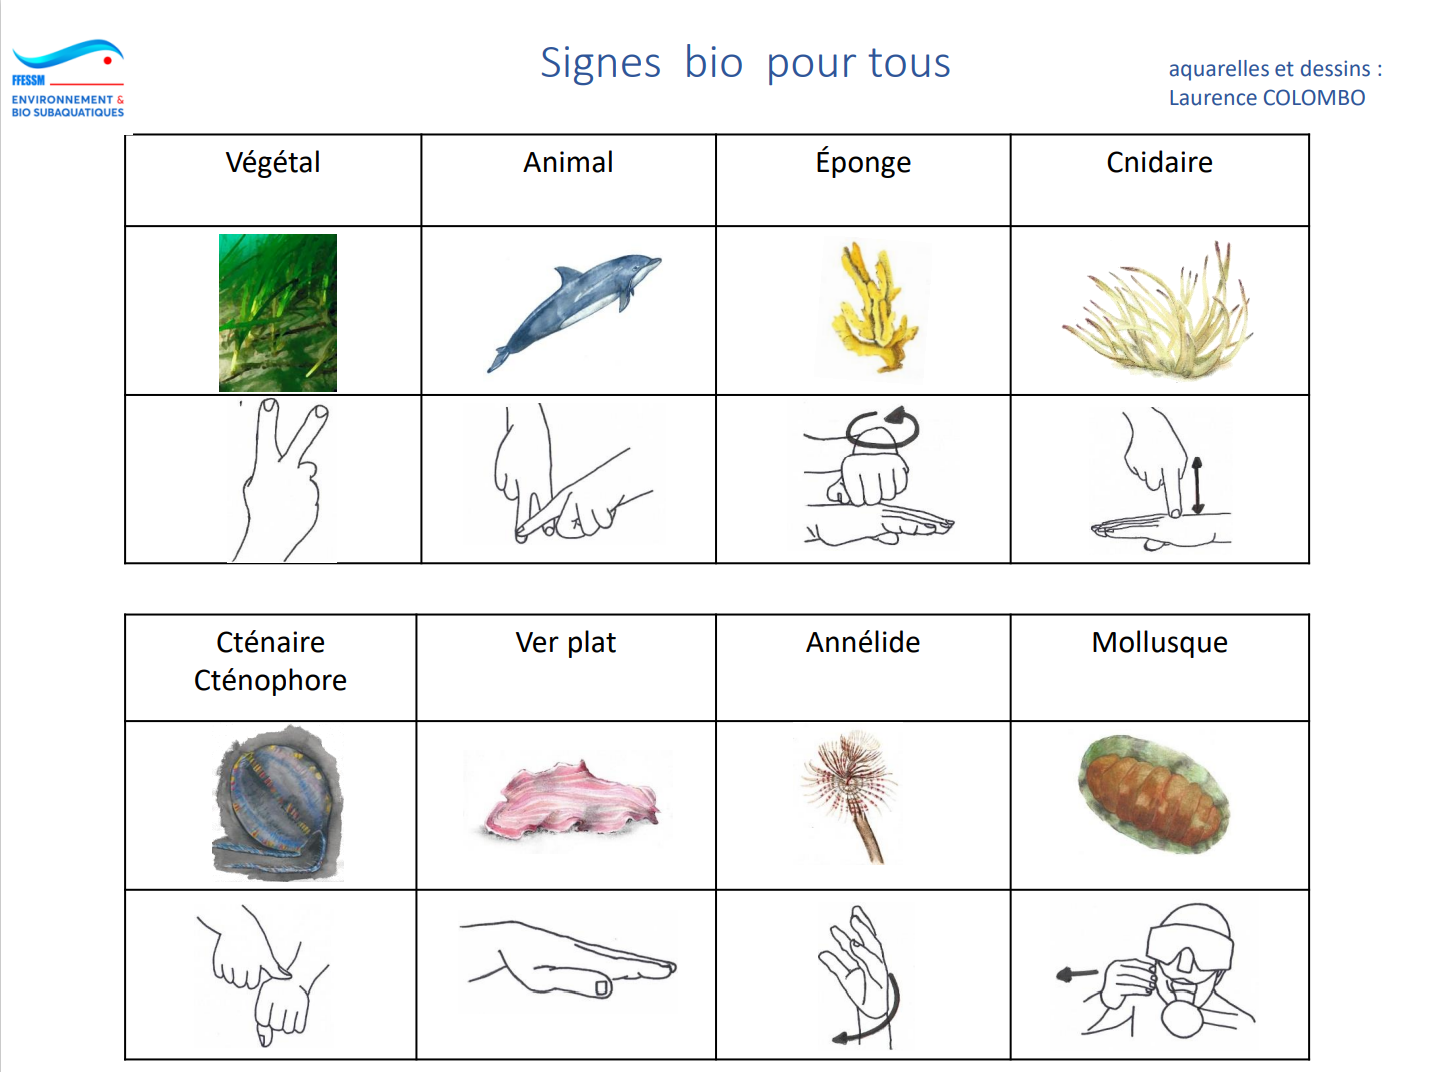 FFESSM
ENVIRONNEMENT &
BIO SUBAQUATIQUES
Signes bio pour tous
aquarelles et dessins :
Laurence COLOMBO
Végétal
Animal
Éponge
Cnidaire
Cténaire
Cténophore
Ver plat
Annélide
Mollusque